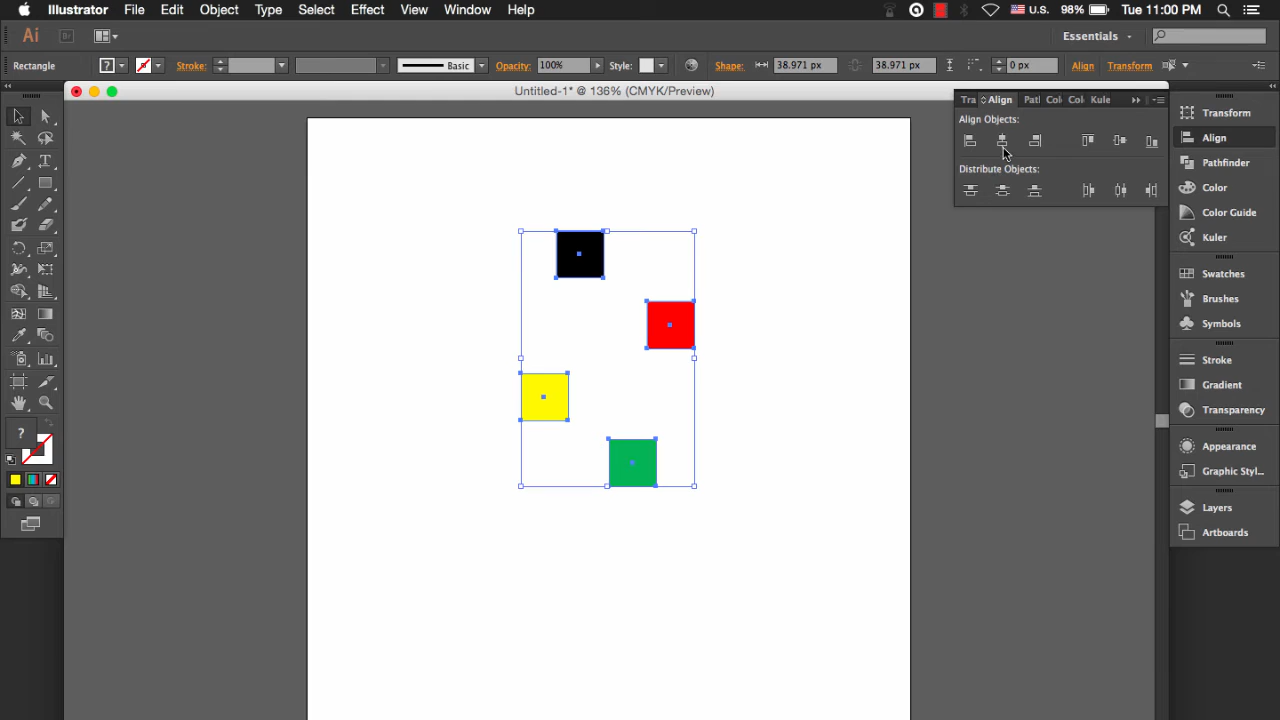 Illustrator File Edit Object Type Select Effect View Window Help
U.S. 98% Tue 11:00 PM
Ai Br Essentials
Rectangle ? Stroke: Basic Opacity: 100% Style: Shape: 38.971 px 38.971 px 0 px Align Transform
Untitled-1* @ 136% (CMYK/Preview)
Tra Align Patl Col Col Kule
Align Objects:
Distribute Objects:
Transform
Align
Pathfinder
Color
Color Guide
Kuler
Swatches
Brushes
Symbols
Stroke
Gradient
Transparency
Appearance
Graphic Styl...
Layers
Artboards
T
?